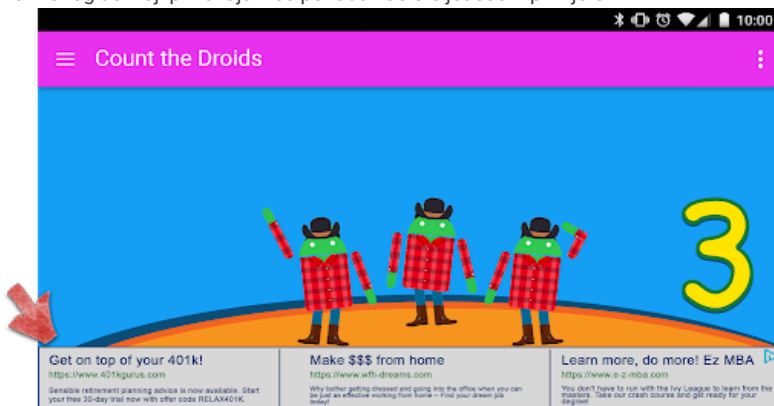 10:00
Count the Droids
3
Get on top of your 401k!
https://www.401kgurus.com
Sensible retirement planning advice is now available. Start
your free 30-day trial now with offer code RELAX401K.
Make $$$ from home
https://www.wfh-dreams.com
Why bother getting dressed and going into the office when you can
be just as effective working from home – Find your dream job
today!
Learn more, do more! Ez MBA
https://www.e-z-mba.com
You don't have to run with the Ivy League to learn from the
masters. Take our crash course and get ready for your
degree!